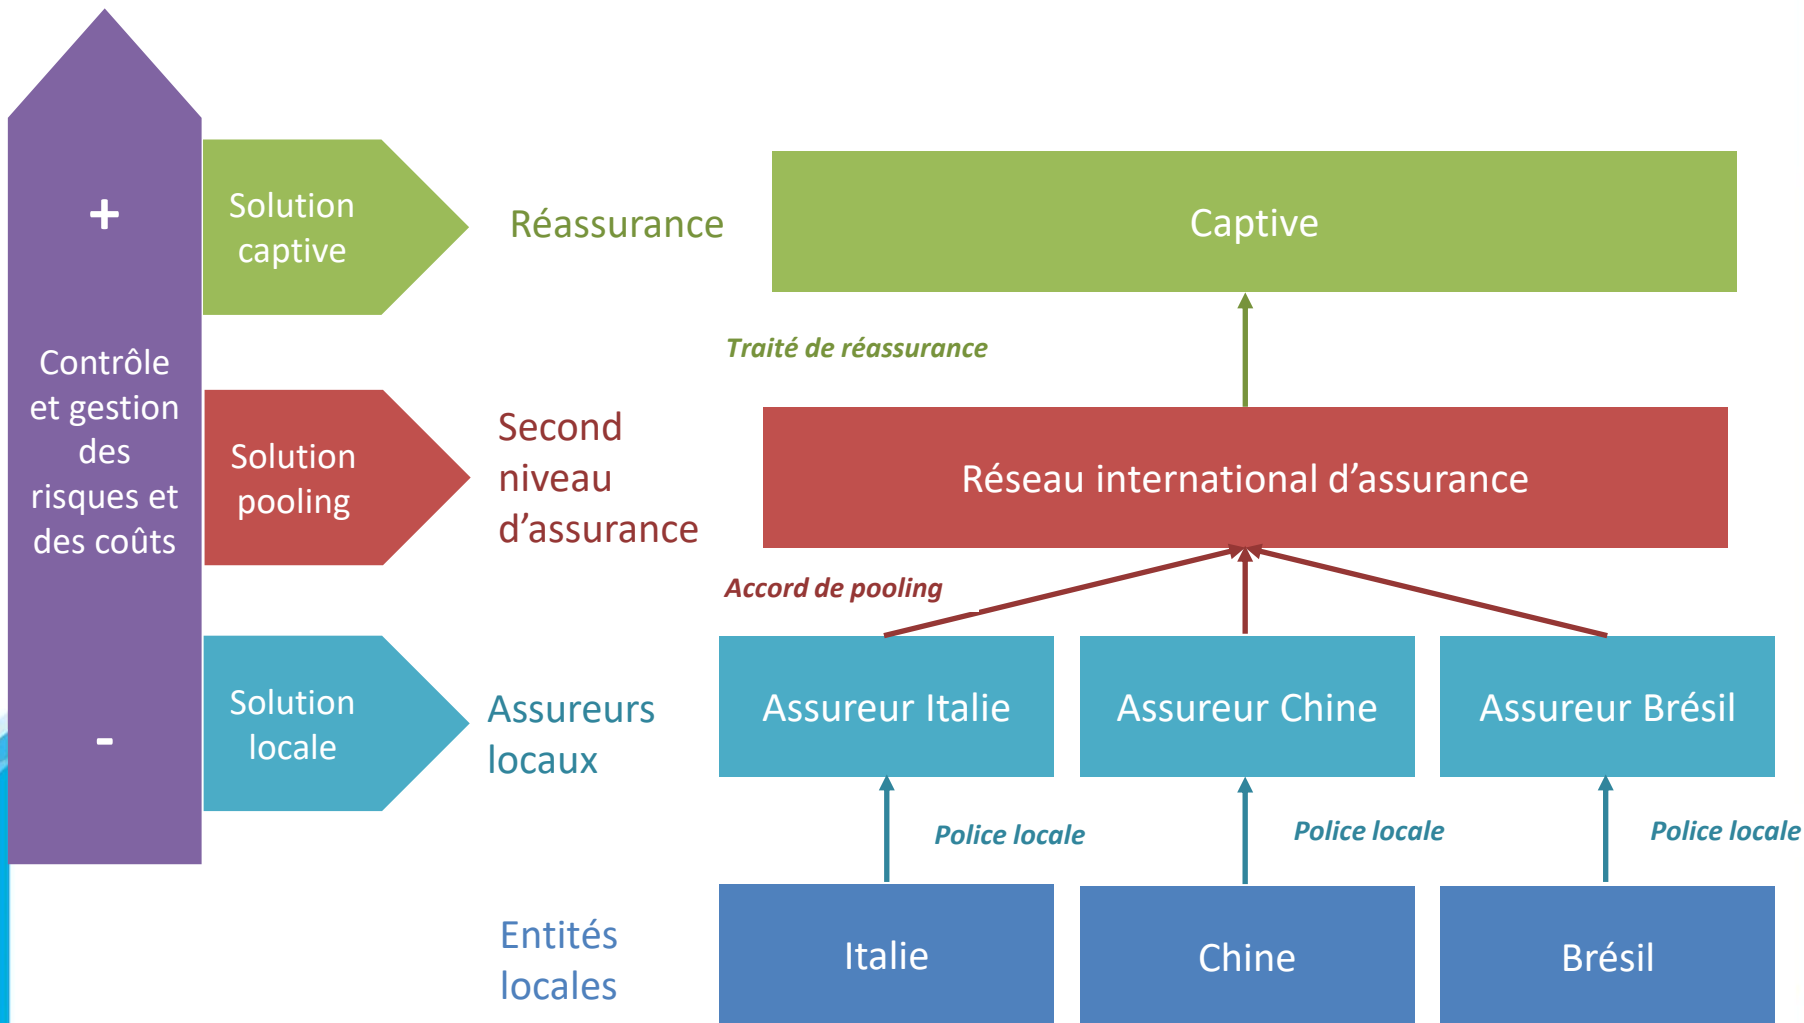 +
Contrôle
et gestion
des
risques et
des coûts
-
Solution
captive
Réassurance
Captive
Traité de réassurance
Solution
pooling
Second
niveau
d’assurance
Réseau international d’assurance
Accord de pooling
Solution
locale
Assureurs
locaux
Assureur Italie
Assureur Chine
Assureur Brésil
Police locale
Police locale
Police locale
Entités
locales
Italie
Chine
Brésil